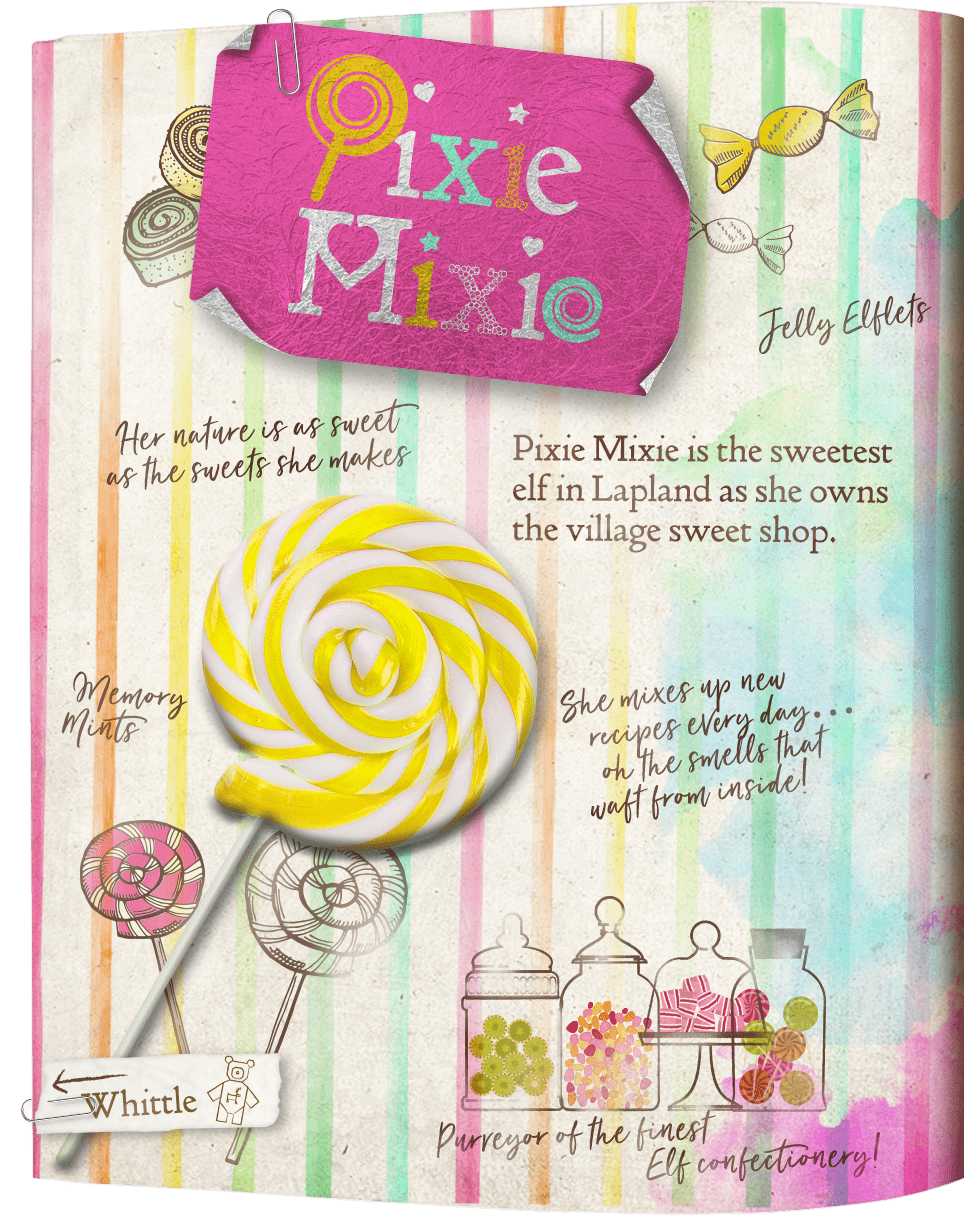 Pixie
Mixie
Jelly Elflets
Her nature is as sweet
as the sweets she makes
Pixie Mixie is the sweetest
elf in Lapland as she owns
the village sweet shop.
Memory
Mints
She mixes up new
recipes every day...
oh the smells that
waft from inside!
Whittle
Purveyor of the finest
Elf confectionery!